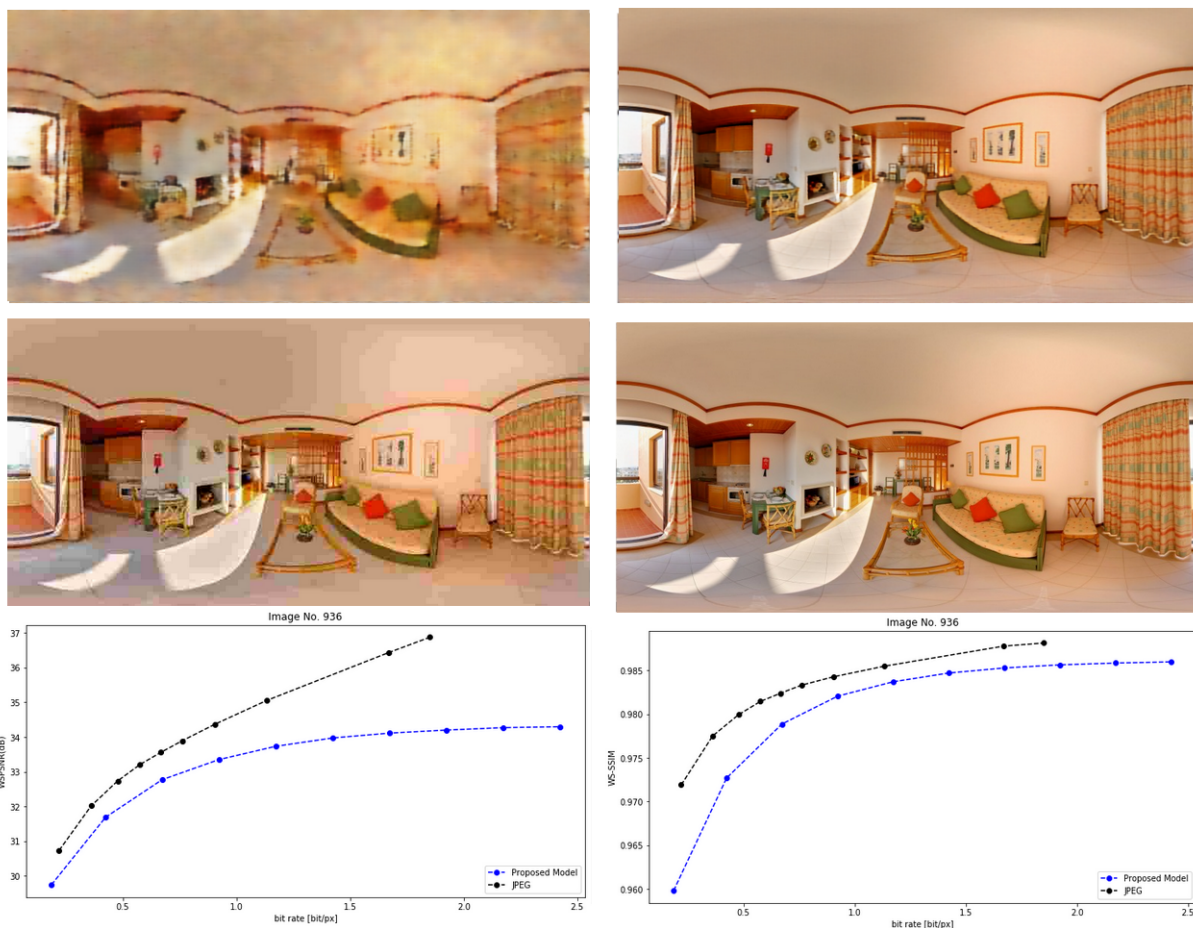 Image No. 936
37
36
35
34
33
32
31
30
WSPSNR(dB)
0.5
1.0
1.5
2.0
2.5
bit rate [bit/px]
Proposed Model
JPEG
Image No. 936
0.985
0.980
0.975
0.970
0.965
0.960
WS-SSIM
0.5
1.0
1.5
2.0
2.5
bit rate [bit/px]
Proposed Model
JPEG